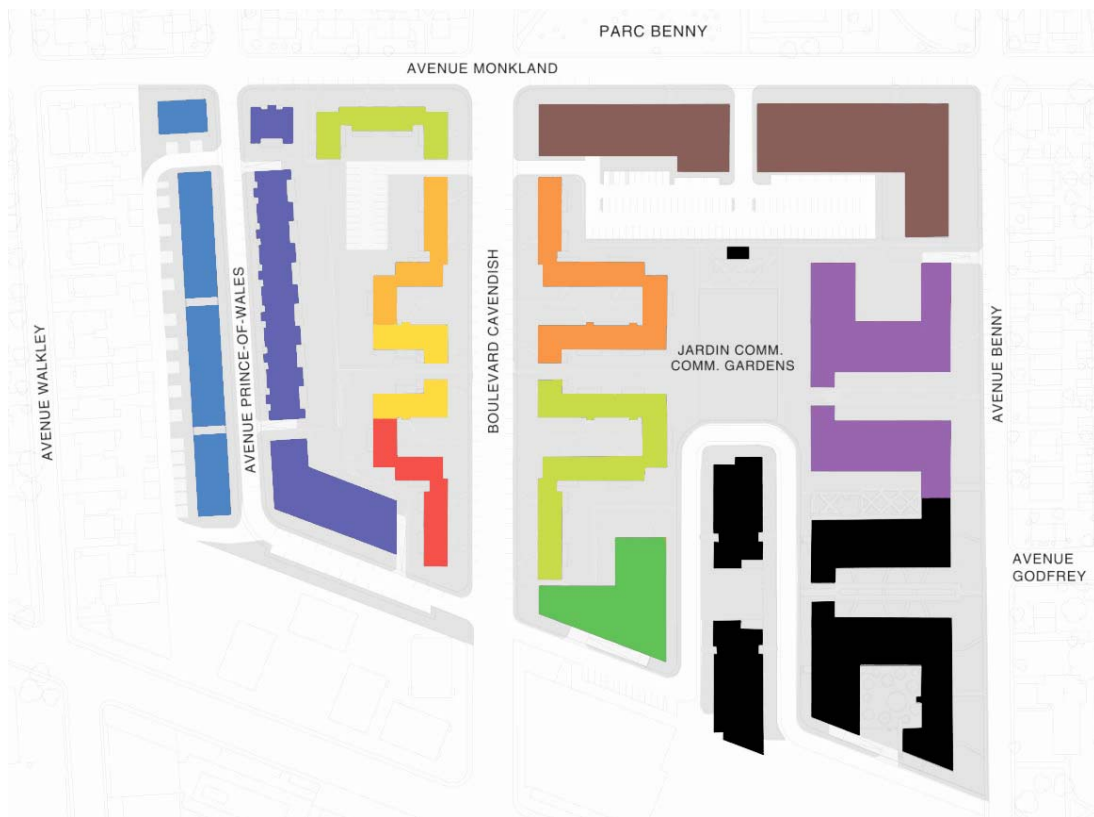 PARC BENNY
AVENUE MONKLAND
AVENUE WALKLEY
AVENUE PRINCE-OF-WALES
BOULEVARD CAVENDISH
JARDIN COMM.
COMM. GARDENS
AVENUE BENNY
AVENUE
GODFREY